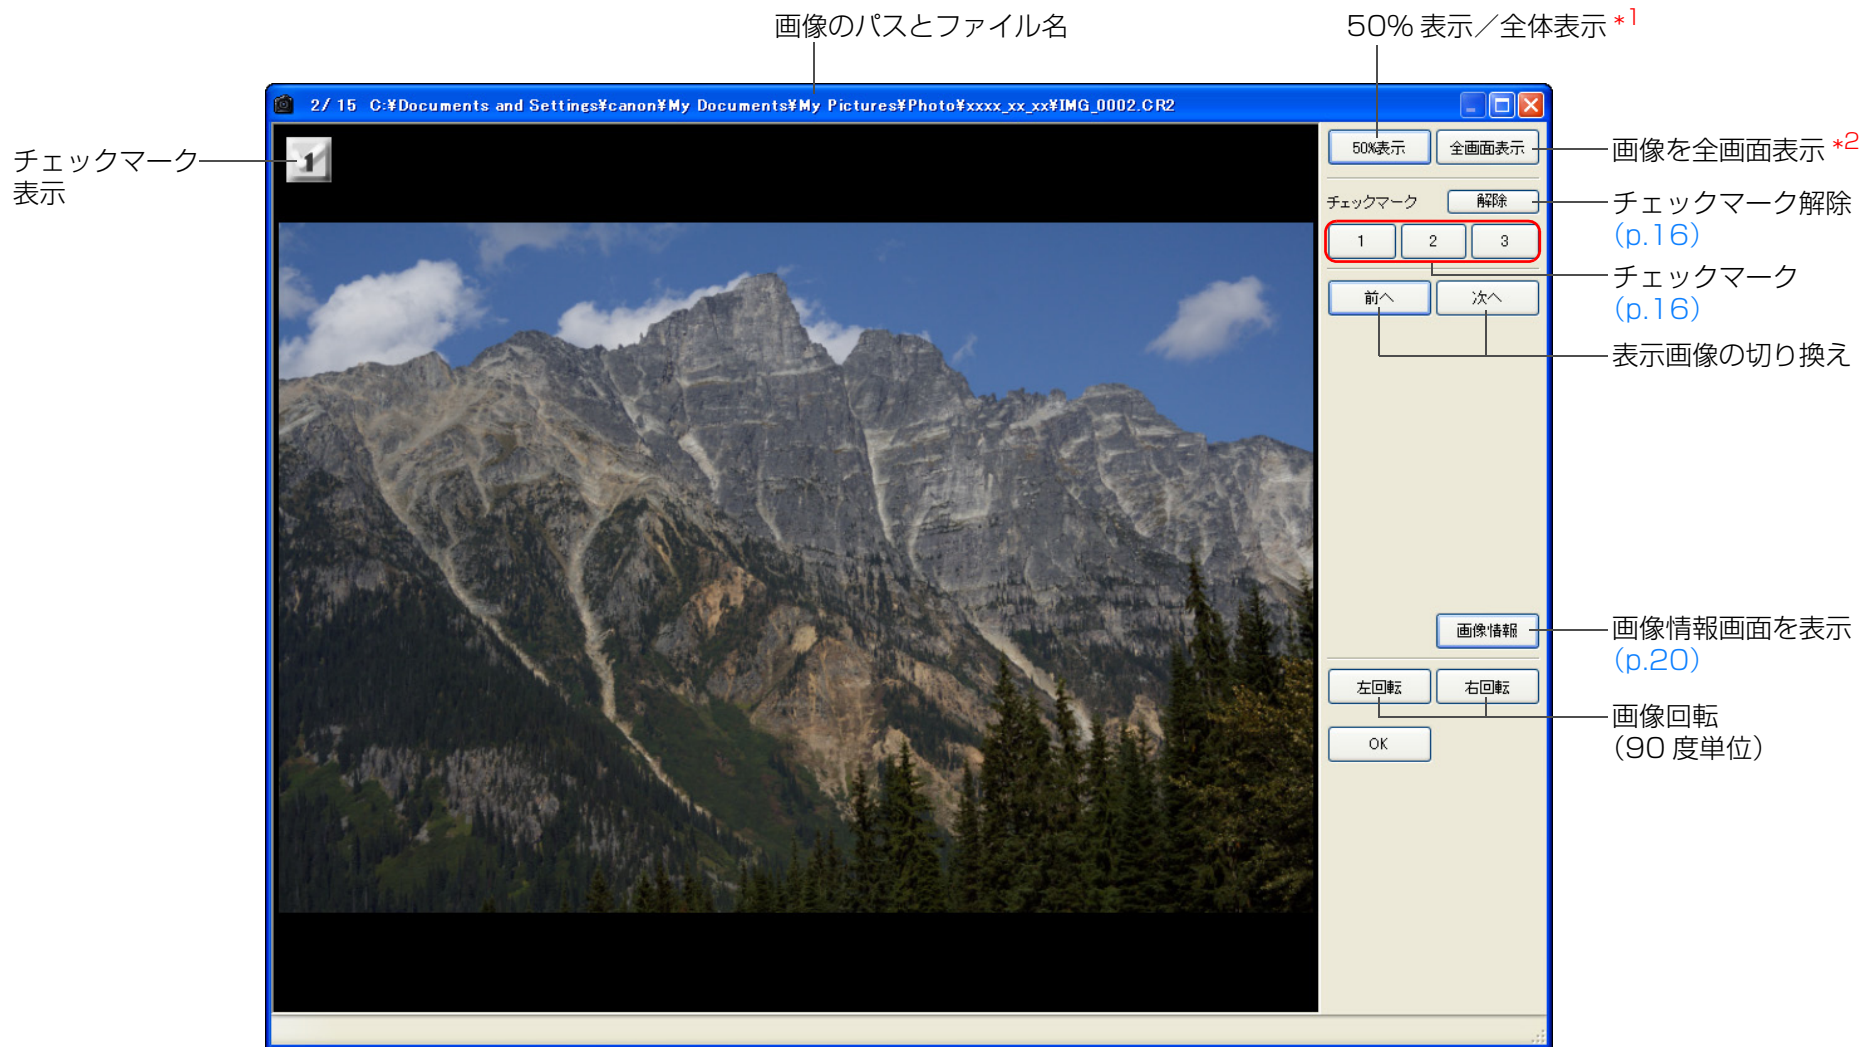 画像のパスとファイル名
50% 表示／全体表示 *1
2/ 15 C:¥Documents and Settings¥canon¥My Documents¥My Pictures¥Photo¥xxxx_xx_xx¥IMG_0002.CR2
チェックマーク
表示
1
50%表示
全画面表示
画像を全画面表示 *2
チェックマーク
解除
チェックマーク解除
（p.16）
1
2
3
チェックマーク
（p.16）
前へ
次へ
表示画像の切り換え
画像情報
画像情報画面を表示
（p.20）
左回転
右回転
画像回転
（90 度単位）
OK